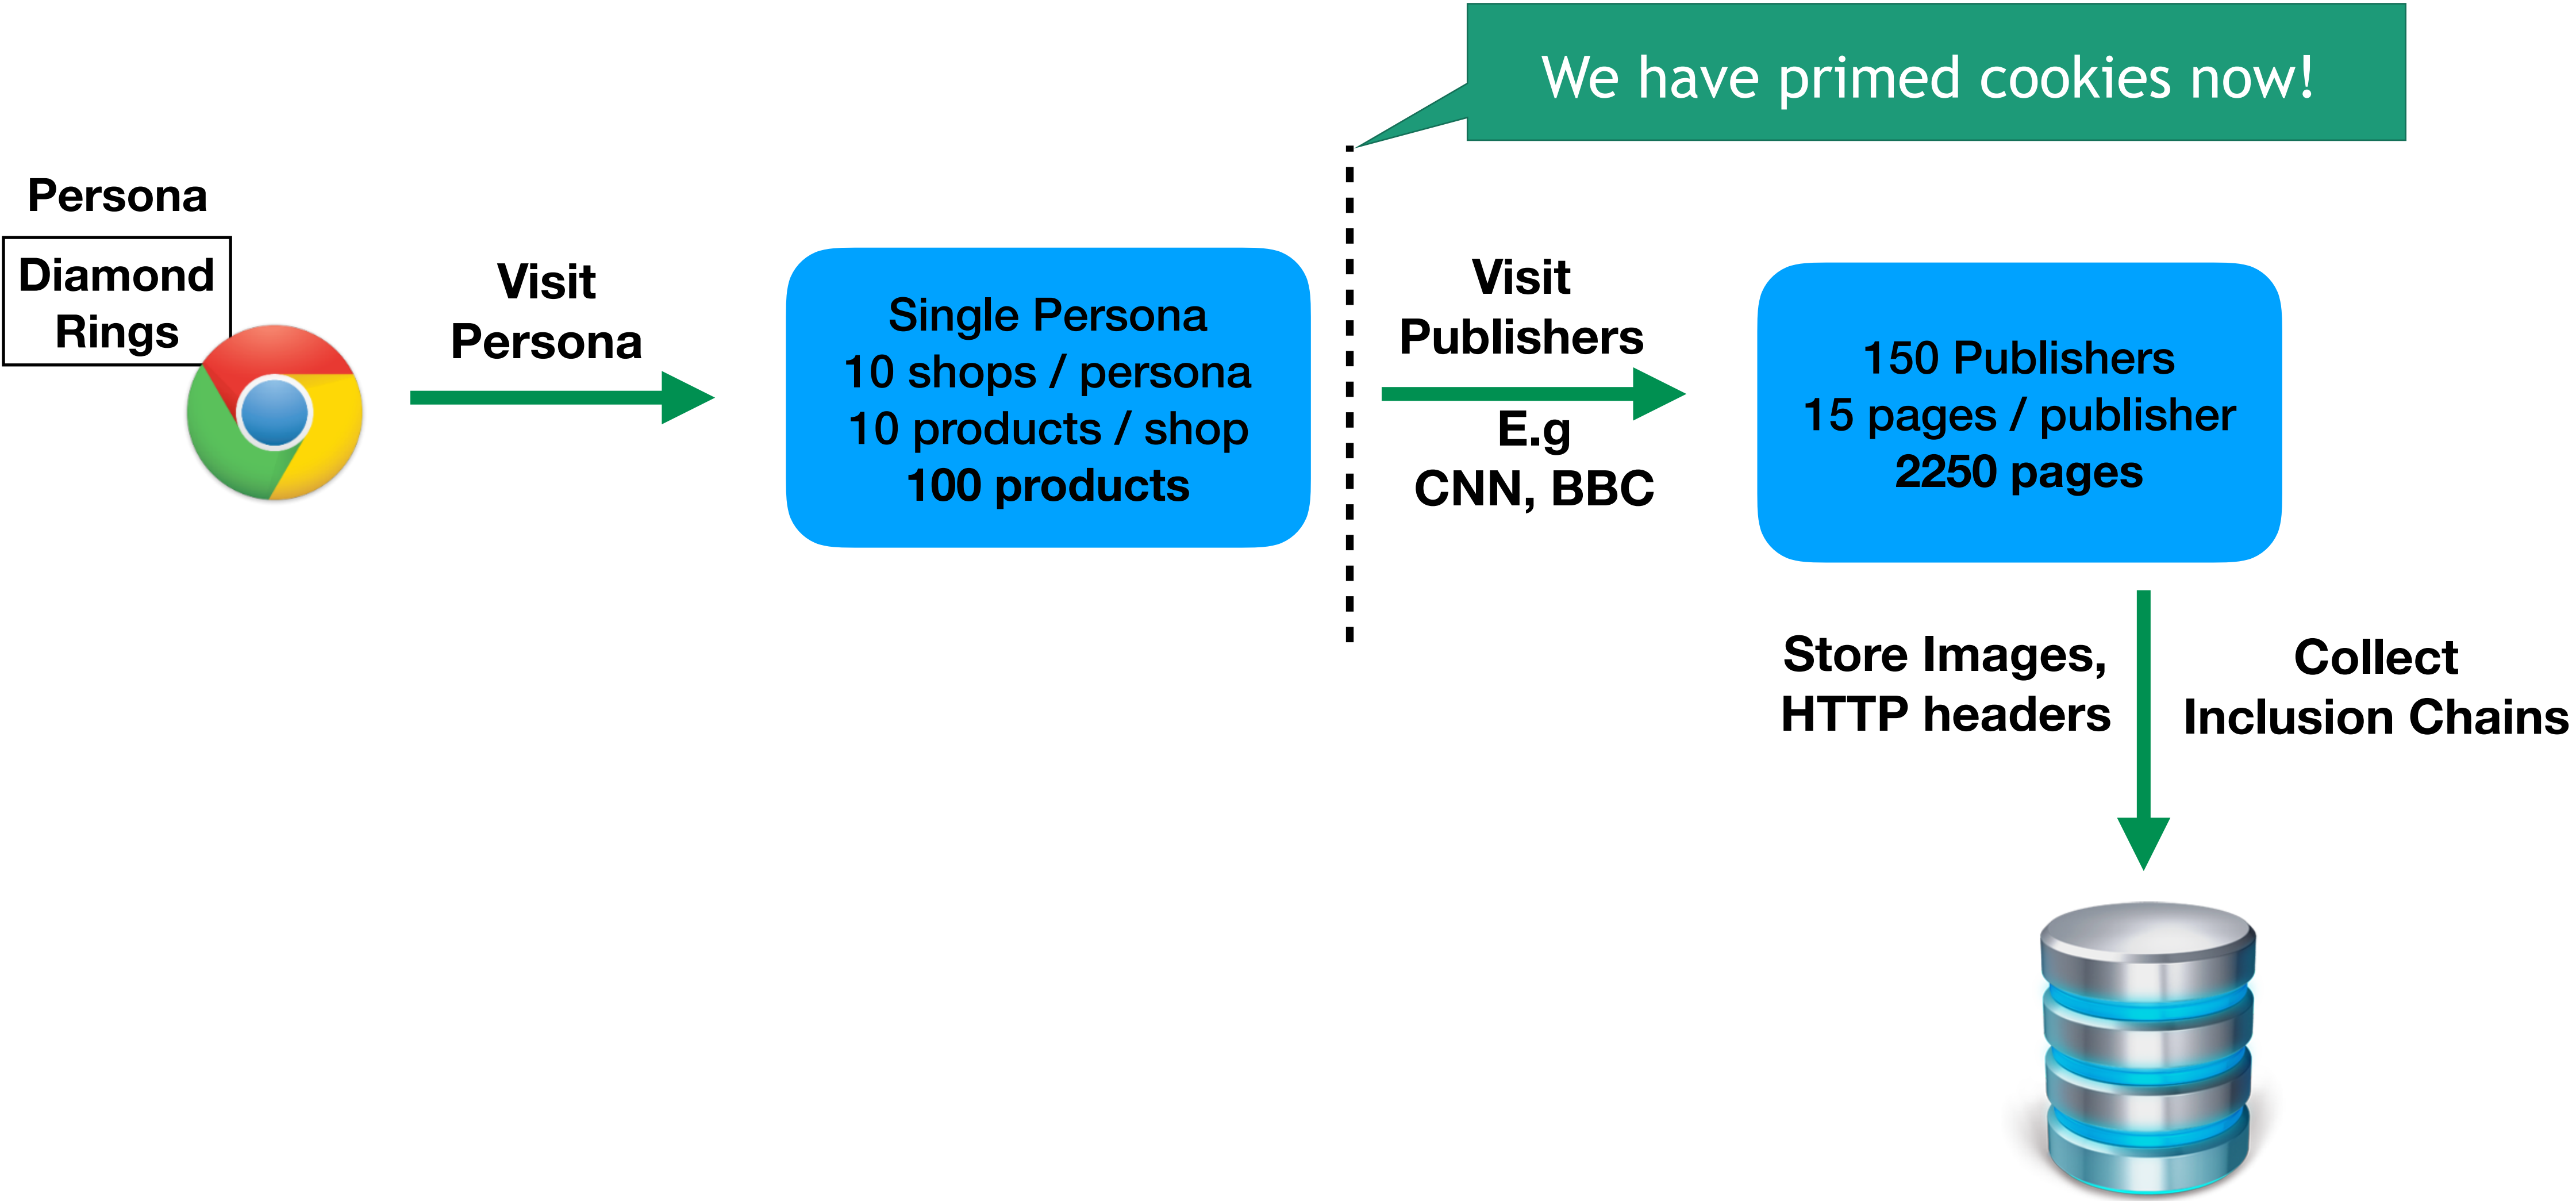 We have primed cookies now!
Persona
Diamond
Rings
Visit
Persona
Single Persona
10 shops / persona
10 products / shop
100 products
Visit
Publishers
E.g
CNN, BBC
150 Publishers
15 pages / publisher
2250 pages
Store Images,
HTTP headers
Collect
Inclusion Chains